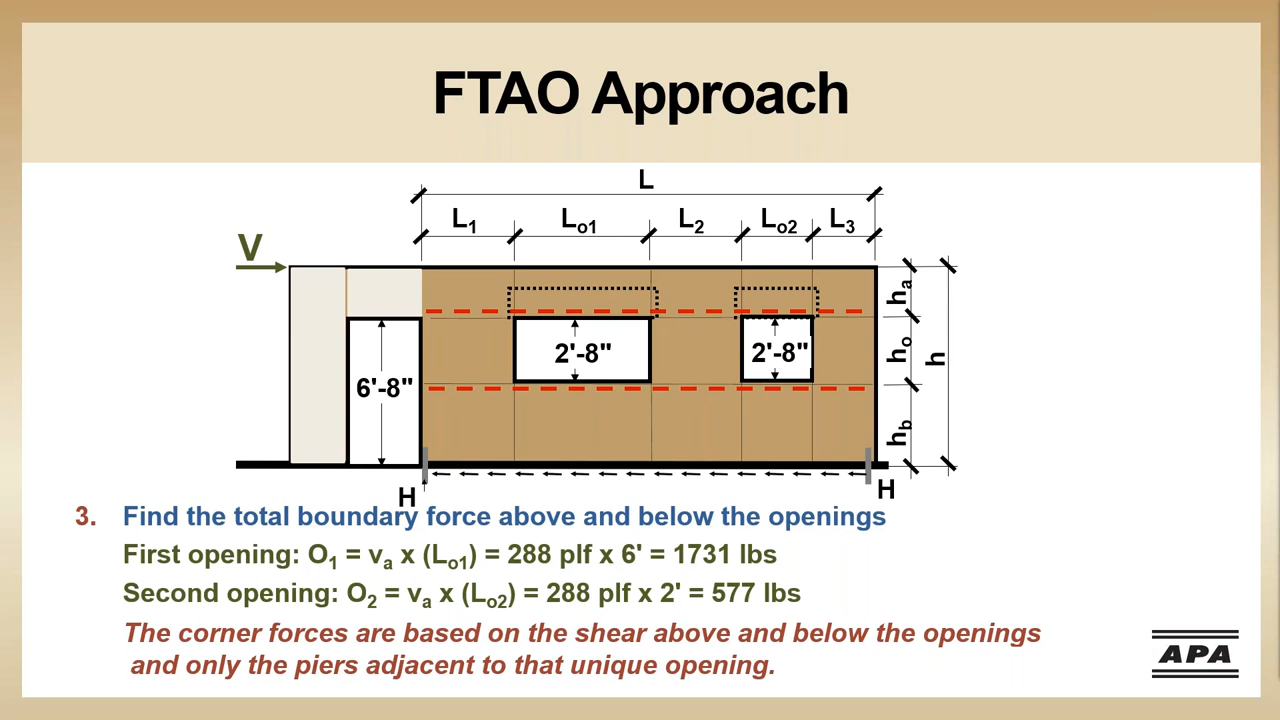 FTAO Approach
L
L1 Lo1 L2 Lo2 L3
V
ha
6'-8" 2'-8" 2'-8" ho h
hb
H H
3. Find the total boundary force above and below the openings
First opening: O1 = va x (Lo1) = 288 plf x 6' = 1731 lbs
Second opening: O2 = va x (Lo2) = 288 plf x 2' = 577 lbs
The corner forces are based on the shear above and below the openings
and only the piers adjacent to that unique opening.
APA